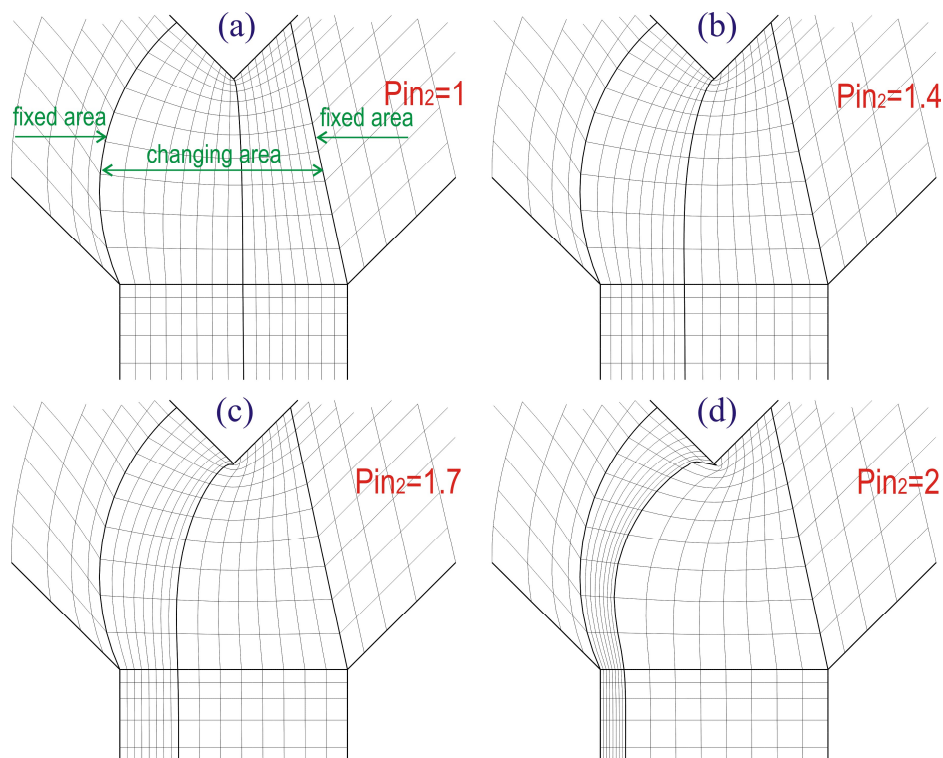 (a)
(b)
Pin₂=1
Pin₂=1.4
fixed area
fixed area
changing area
(c)
(d)
Pin₂=1.7
Pin₂=2